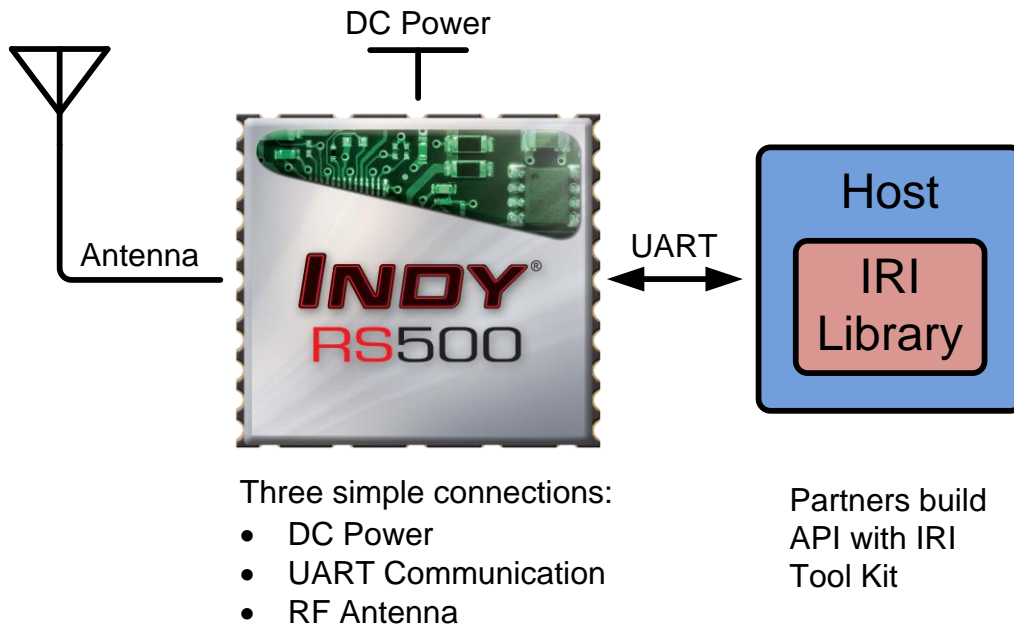 DC Power
Antenna
INDY®
RS500
UART
Host
IRI
Library
Three simple connections:
• DC Power
• UART Communication
• RF Antenna
Partners build
API with IRI
Tool Kit